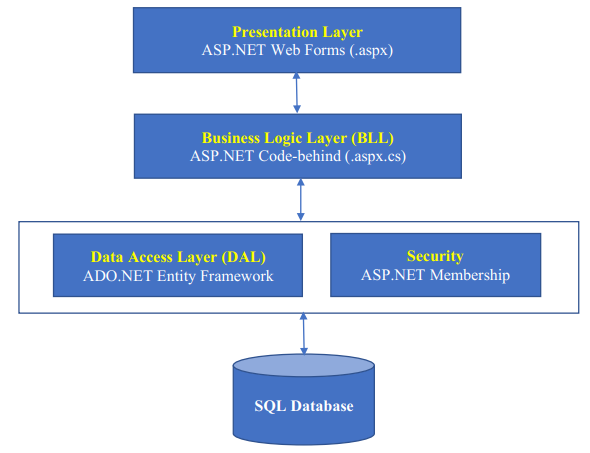 Presentation Layer
ASP.NET Web Forms (.aspx)
Business Logic Layer (BLL)
ASP.NET Code-behind (.aspx.cs)
Data Access Layer (DAL)
ADO.NET Entity Framework
Security
ASP.NET Membership
SQL Database